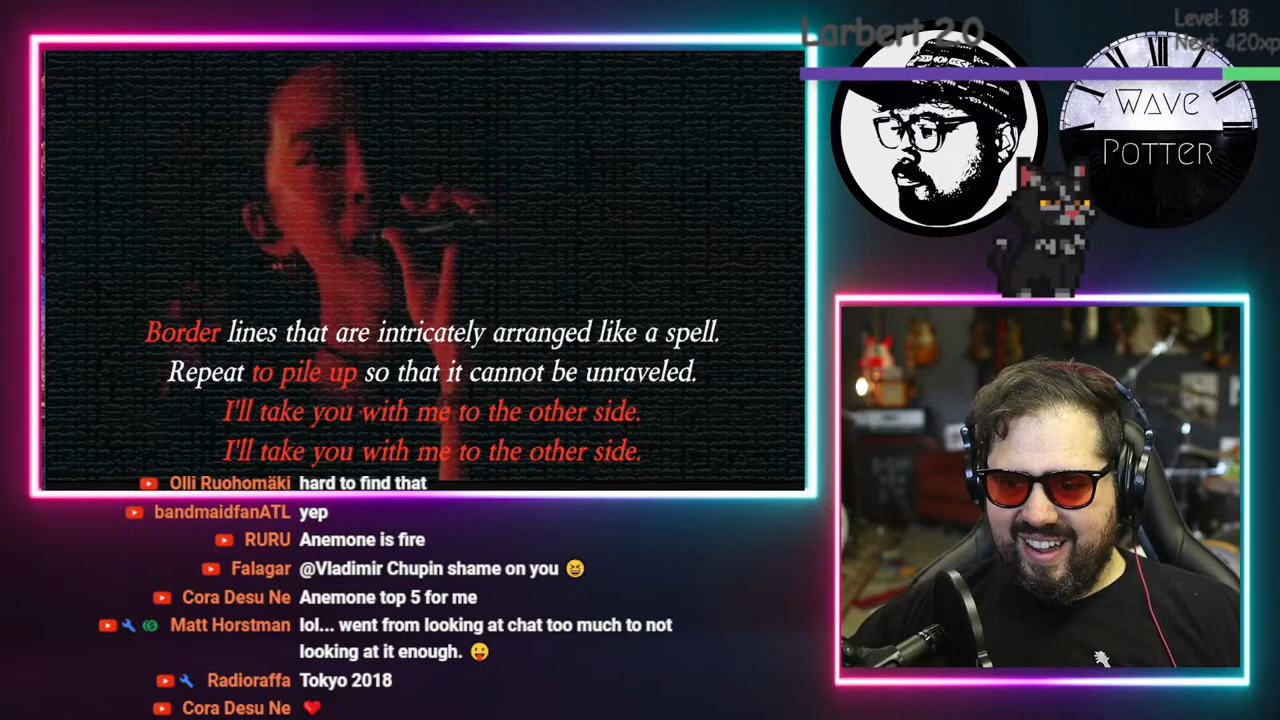 Larbert 2.0
Level: 18
Next: 420xp
WAVE
POTTER
Border lines that are intricately arranged like a spell.
Repeat to pile up so that it cannot be unraveled.
I'll take you with me to the other side.
I'll take you with me to the other side.
Olli Ruohomäki hard to find that
bandmaidfanATL yep
RURU Anemone is fire
Falagar @Vladimir Chupin shame on you 😆
Cora Desu Ne Anemone top 5 for me
Matt Horstman lol... went from looking at chat too much to not
looking at it enough. 😛
Radioraffa Tokyo 2018
Cora Desu Ne ❤️